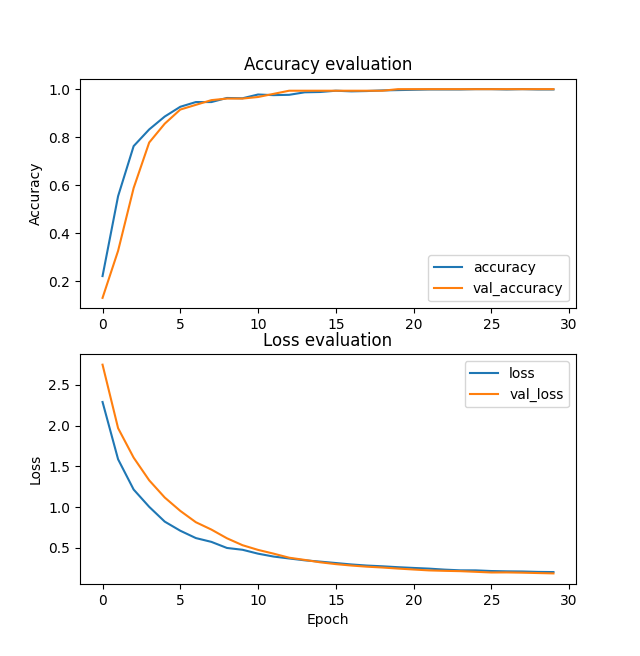 Accuracy evaluation
1.0
0.8
0.6
0.4
0.2
Accuracy
accuracy
val_accuracy
0 5 10 15 20 25 30
Loss evaluation
2.5
2.0
1.5
1.0
0.5
Loss
loss
val_loss
0 5 10 15 20 25 30
Epoch